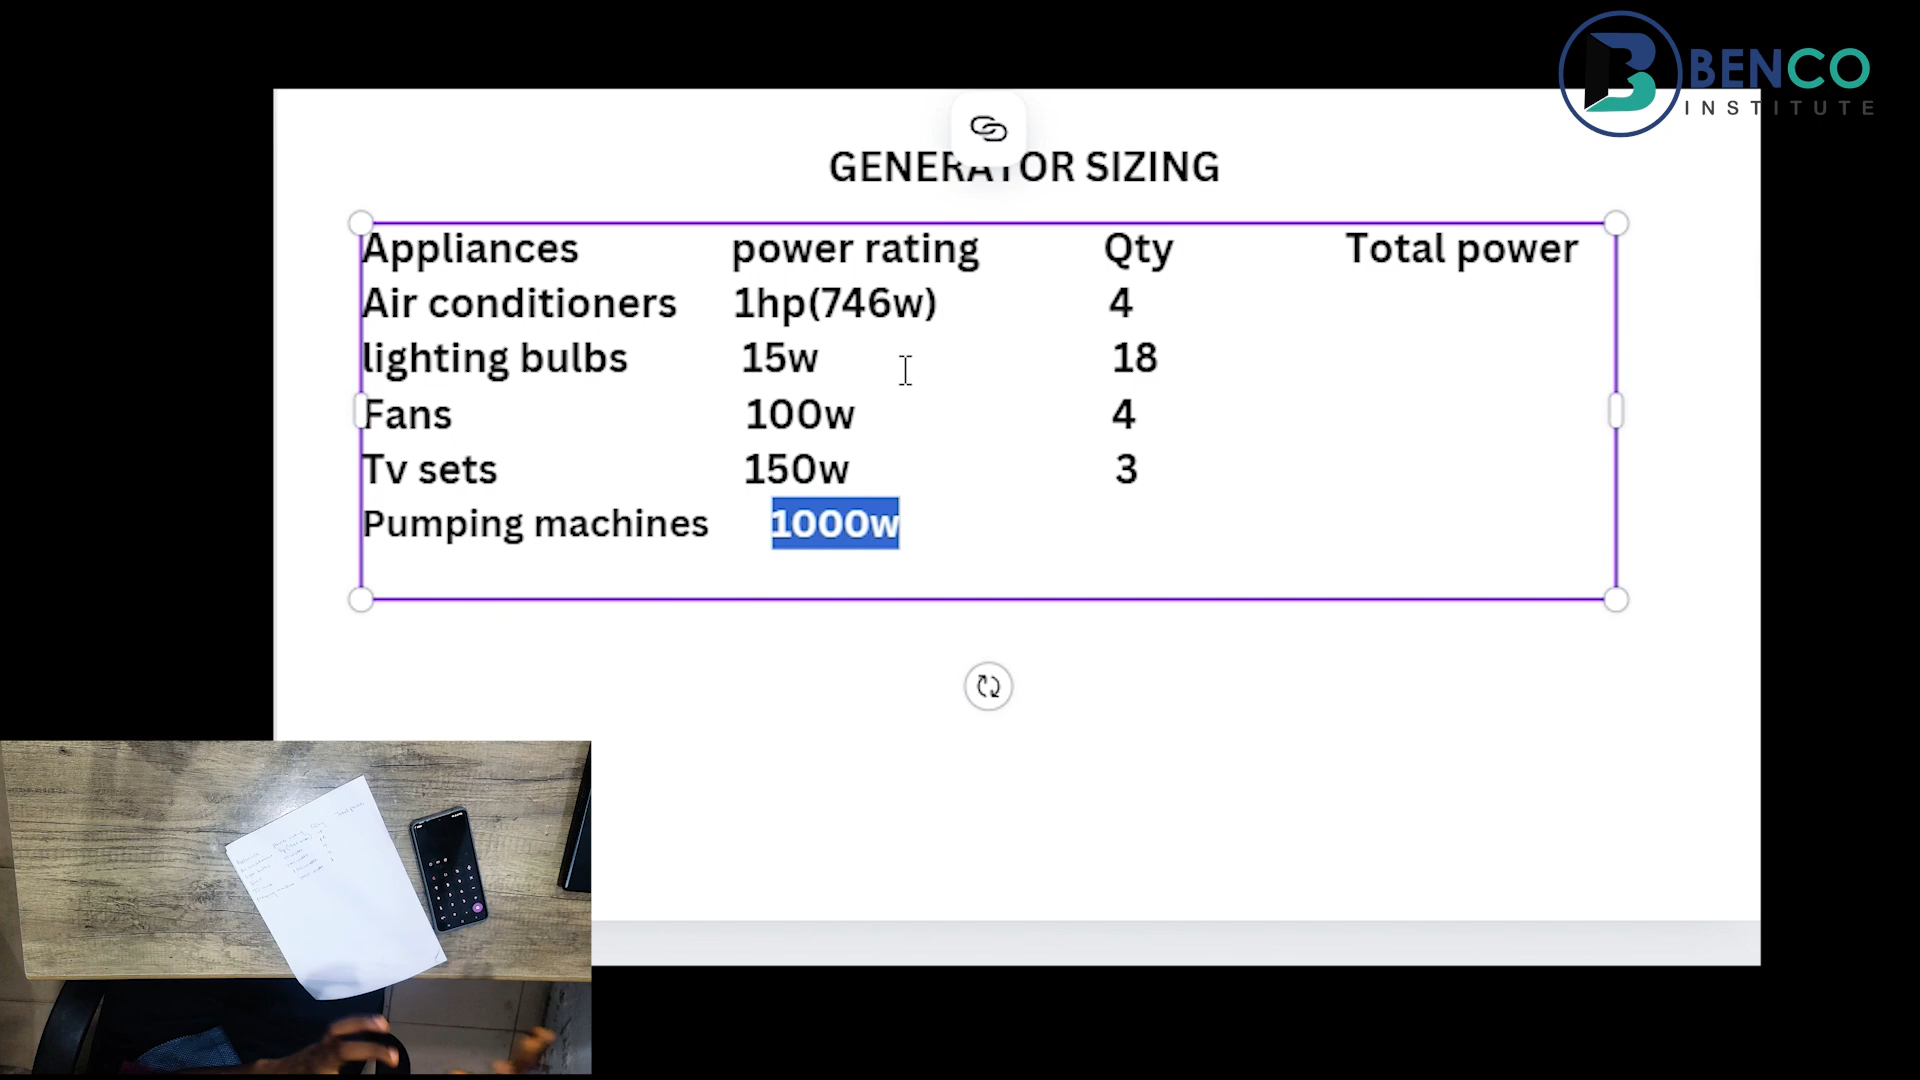 BENCO
INSTITUTE
GENERATOR SIZING
Appliances power rating Qty Total power
Air conditioners 1hp(746w) 4
lighting bulbs 15w 18
Fans 100w 4
Tv sets 150w 3
Pumping machines 1000w